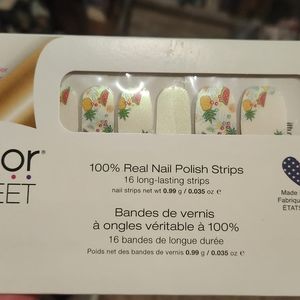 or®
EET
100% Real Nail Polish Strips
16 long-lasting strips
nail strips net wt 0.99 g / 0.035 oz
Bandes de vernis
à ongles véritable à 100%
16 bandes de longue durée
Poids net des bandes de vernis 0.99 g / 0.035 oz
Made
Fabriqu
ÉTATS